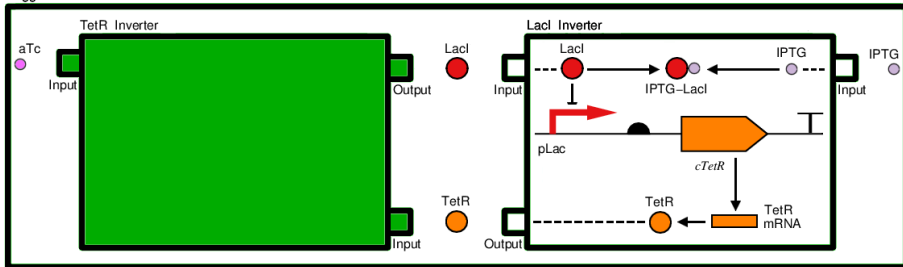 TetR Inverter
LacI Inverter
aTc
LacI
LacI
IPTG
IPTG
Input
Output
Input
IPTG–LacI
Input
pLac
cTetR
TetR
TetR
TetR
mRNA
Input
Output